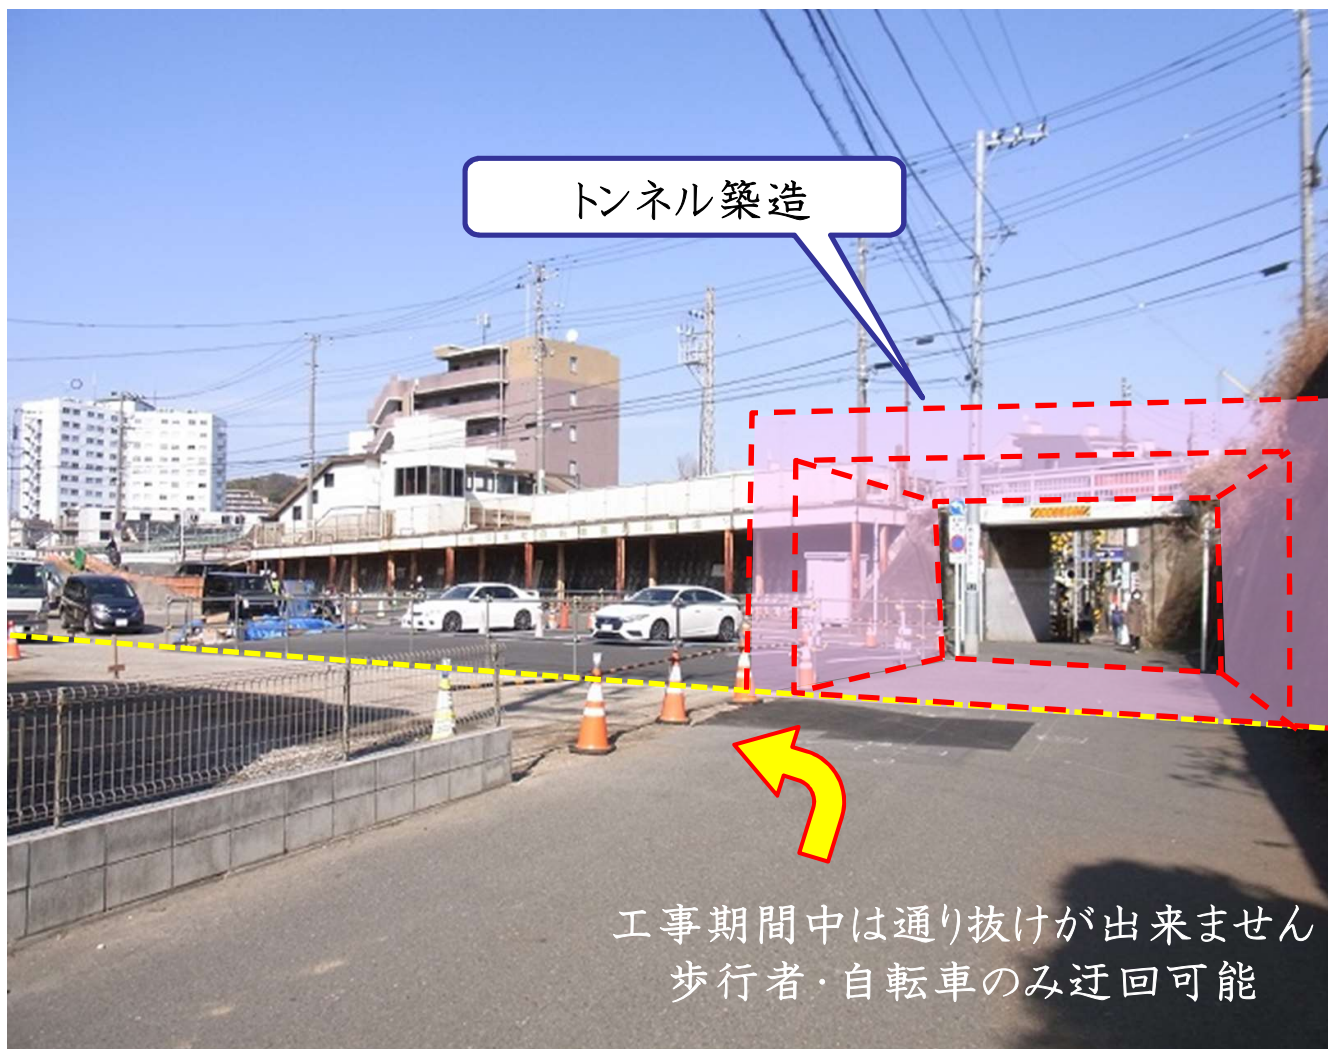 トンネル築造
工事期間中は通り抜けが出来ません
歩行者・自転車のみ迂回可能